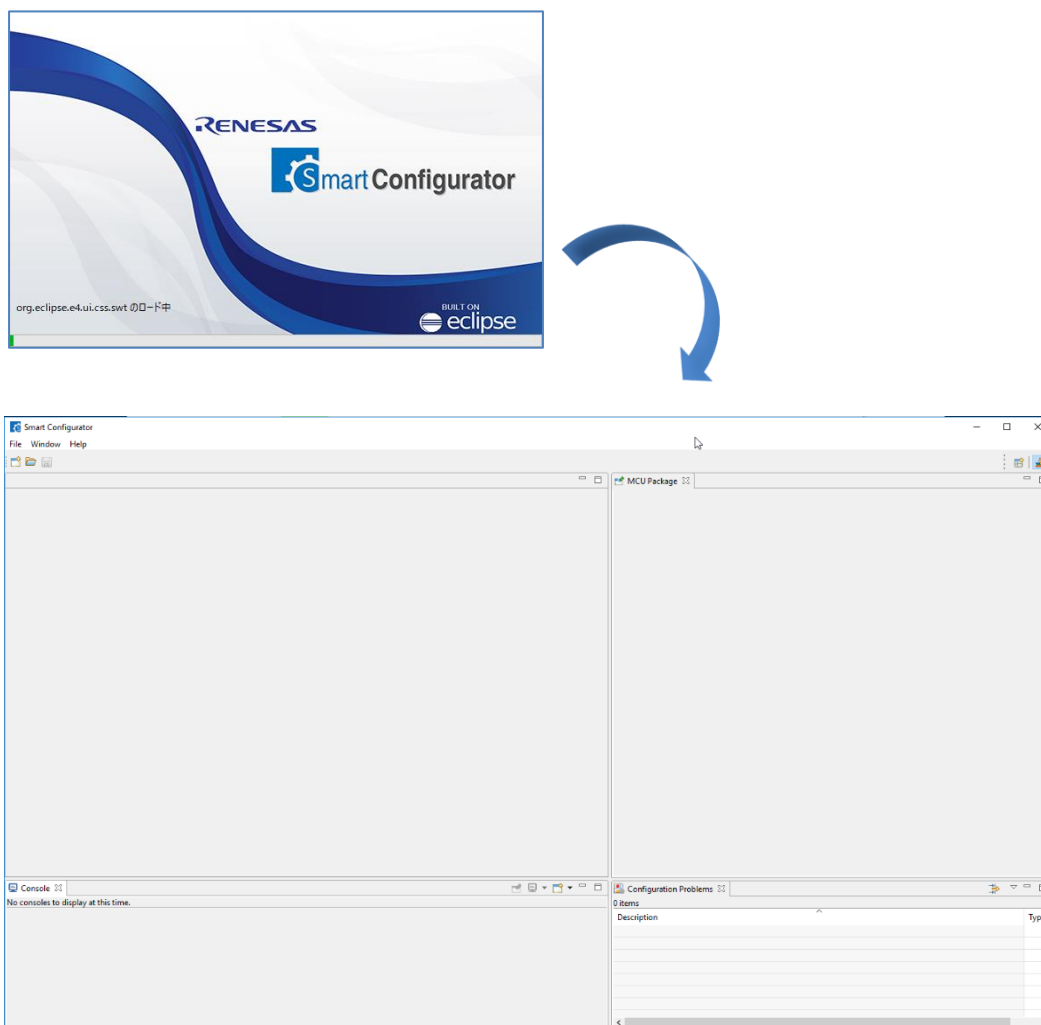 RENESAS
Smart Configurator
org.eclipse.e4.ui.css.swt のロード中
BUILT ON
eclipse
Smart Configurator
File Window Help
MCU Package
Console
No consoles to display at this time.
Configuration Problems
0 items
Description
Typ